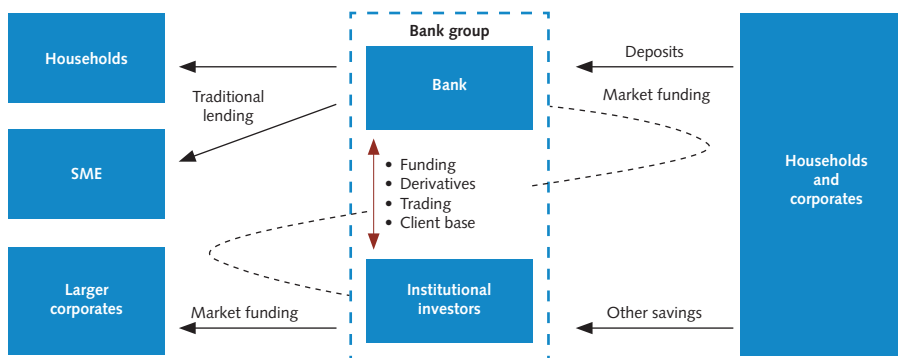 Households
Traditional
lending
SME
Larger
corporates
Market funding
Bank group
Bank
• Funding
• Derivatives
• Trading
• Client base
Institutional
investors
Deposits
Market funding
Other savings
Households
and
corporates